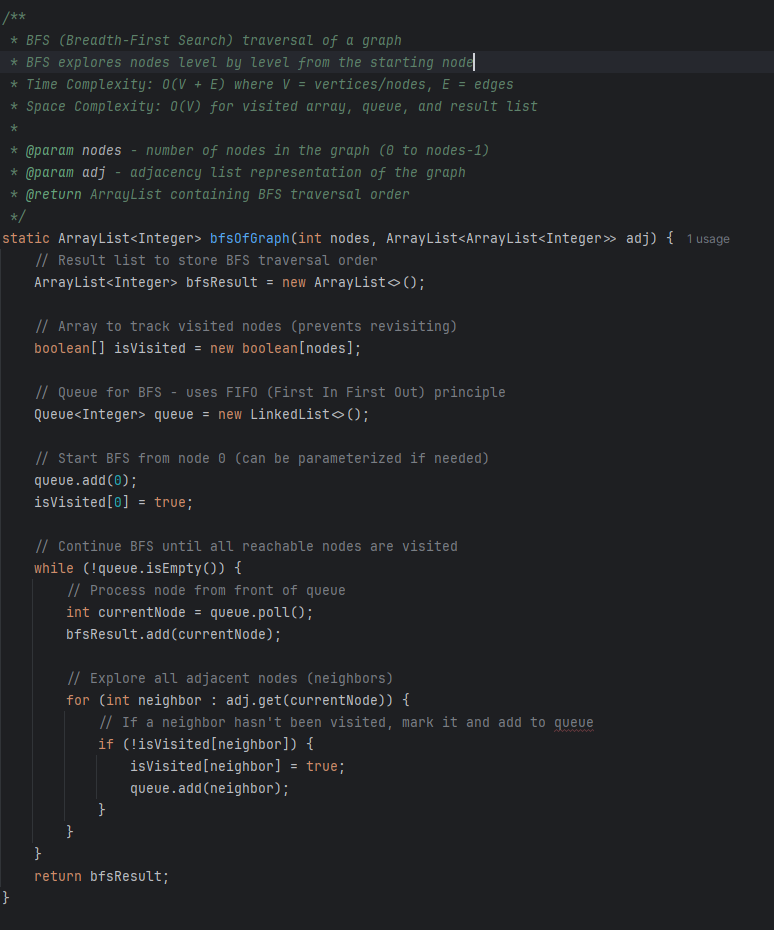 /**
 * BFS (Breadth-First Search) traversal of a graph
 * BFS explores nodes level by level from the starting node
 * Time Complexity: O(V + E) where V = vertices/nodes, E = edges
 * Space Complexity: O(V) for visited array, queue, and result list
 *
 * @param nodes - number of nodes in the graph (0 to nodes-1)
 * @param adj - adjacency list representation of the graph
 * @return ArrayList containing BFS traversal order
 */
static ArrayList<Integer> bfsOfGraph(int nodes, ArrayList<ArrayList<Integer>> adj) { 1 usage
    // Result list to store BFS traversal order
    ArrayList<Integer> bfsResult = new ArrayList<>();

    // Array to track visited nodes (prevents revisiting)
    boolean[] isVisited = new boolean[nodes];

    // Queue for BFS - uses FIFO (First In First Out) principle
    Queue<Integer> queue = new LinkedList<>();

    // Start BFS from node 0 (can be parameterized if needed)
    queue.add(0);
    isVisited[0] = true;

    // Continue BFS until all reachable nodes are visited
    while (!queue.isEmpty()) {
        // Process node from front of queue
        int currentNode = queue.poll();
        bfsResult.add(currentNode);

        // Explore all adjacent nodes (neighbors)
        for (int neighbor : adj.get(currentNode)) {
            // If a neighbor hasn't been visited, mark it and add to queue
            if (!isVisited[neighbor]) {
                isVisited[neighbor] = true;
                queue.add(neighbor);
            }
        }
    }
    return bfsResult;
}